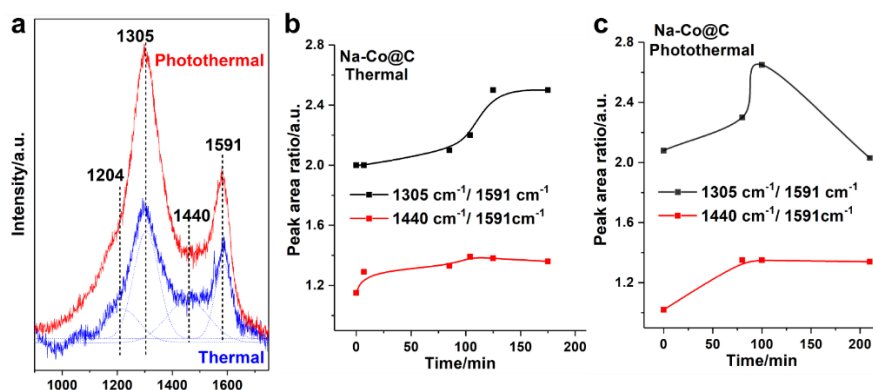 a
1305
Photothermal
1591
1204
1440
Thermal
Intensity/a.u.
1000 1200 1400 1600
b
Na-Co@C
Thermal
1305 cm⁻¹/ 1591 cm⁻¹
1440 cm⁻¹/ 1591cm⁻¹
Peak area ratio/a.u.
2.8
2.4
2.0
1.6
1.2
0 50 100 150 200
Time/min
c
Na-Co@C
Photothermal
1305 cm⁻¹/ 1591 cm⁻¹
1440 cm⁻¹/ 1591cm⁻¹
Peak area ratio/a.u.
2.8
2.4
2.0
1.6
1.2
0 50 100 150 200
Time/min